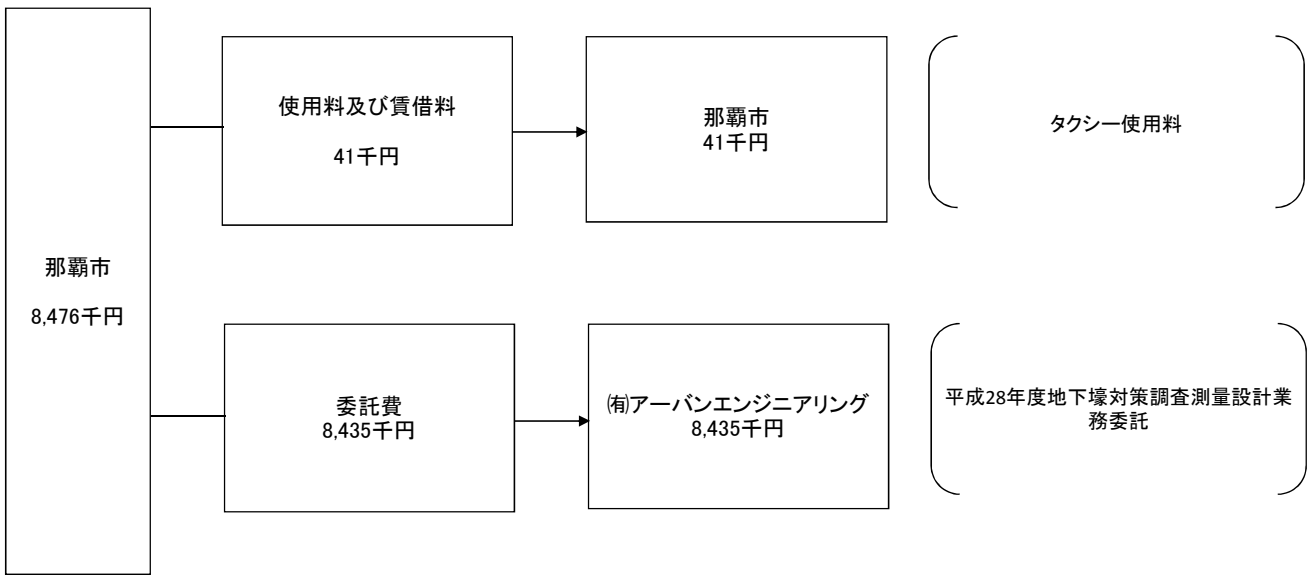 那覇市
8,476千円
使用料及び賃借料
41千円
那覇市
41千円
タクシー使用料
委託費
8,435千円
㈲アーバンエンジニアリング
8,435千円
平成28年度地下壕対策調査測量設計業
務委託